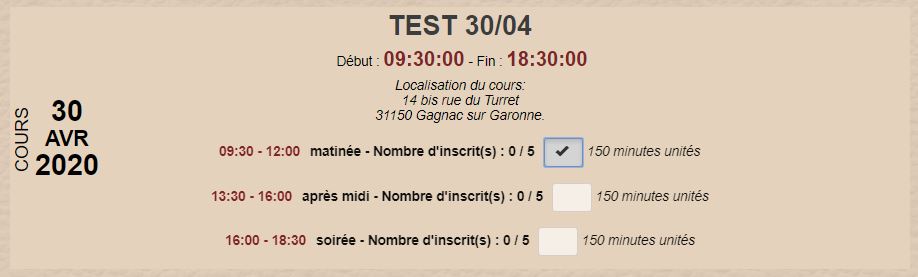 TEST 30/04
Début : 09:30:00 - Fin : 18:30:00
Localisation du cours:
14 bis rue du Turret
31150 Gagnac sur Garonne.
COURS
30
AVR
2020
09:30 - 12:00 matinée - Nombre d'inscrit(s) : 0 / 5 ✔ 150 minutes unités
13:30 - 16:00 après midi - Nombre d'inscrit(s) : 0 / 5 150 minutes unités
16:00 - 18:30 soirée - Nombre d'inscrit(s) : 0 / 5 150 minutes unités